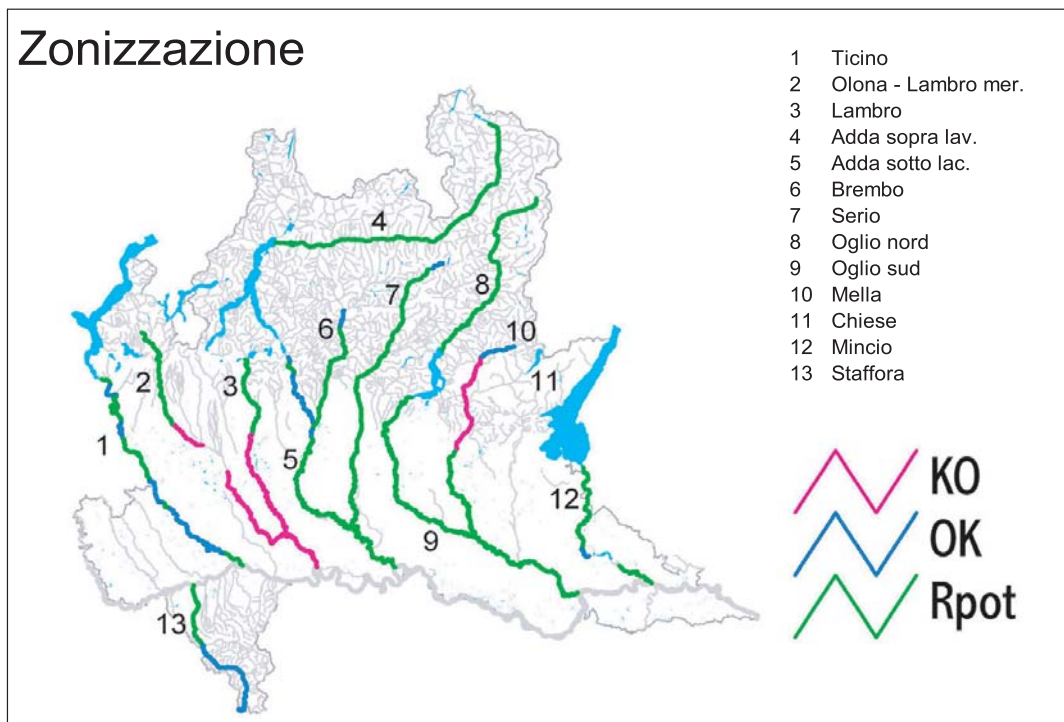 Zonizzazione
1 Ticino
2 Olona - Lambro mer.
3 Lambro
4 Adda sopra lav.
5 Adda sotto lac.
6 Brembo
7 Serio
8 Oglio nord
9 Oglio sud
10 Mella
11 Chiese
12 Mincio
13 Staffora
4
7
8
6
10
2
3
11
1
5
12
9
13
KO
OK
Rpot